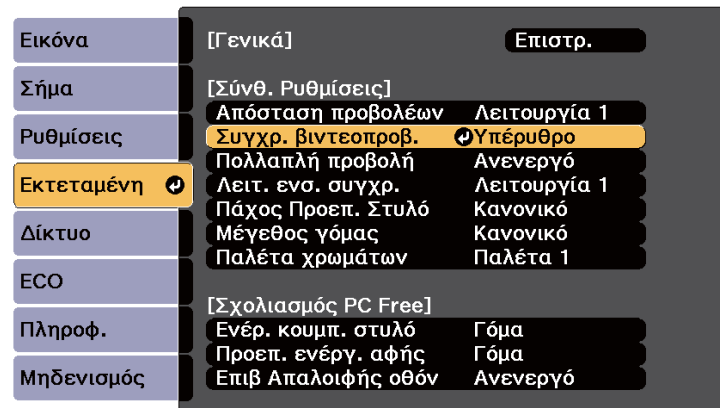 Εικόνα
Σήμα
Ρυθμίσεις
Εκτεταμένη
Δίκτυο
ECO
Πληροφ.
Μηδενισμός
[Γενικά] Επιστρ.
[Σύνθ. Ρυθμίσεις]
Απόσταση προβολέων Λειτουργία 1
Συγχρ. βιντεοπροβ. Υπέρυθρο
Πολλαπλή προβολή Ανενεργό
Λειτ. ενσ. συγχρ. Λειτουργία 1
Πάχος Προεπ. Στυλό Κανονικό
Μέγεθος γόμας Κανονικό
Παλέτα χρωμάτων Παλέτα 1
[Σχολιασμός PC Free]
Ενέρ. κουμπ. στυλό Γόμα
Προεπ. ενέργ. αφής Γόμα
Επιβ Απαλοιφής οθόν Ανενεργό